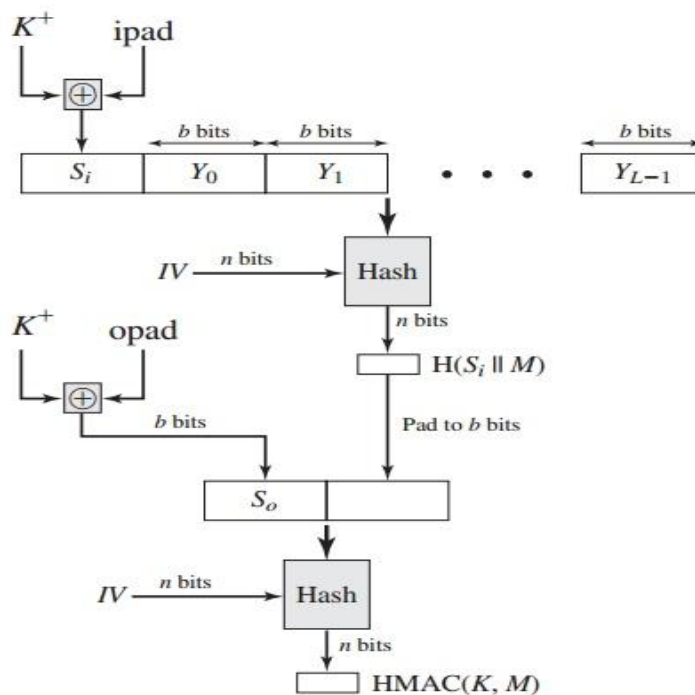 K⁺ ipad
⊕
b bits b bits b bits
Sᵢ Y₀ Y₁ • • • Y_{L−1}
IV n bits Hash
n bits
K⁺ opad
H(Sᵢ ‖ M)
⊕
b bits Pad to b bits
Sₒ
IV n bits Hash
n bits
HMAC(K, M)